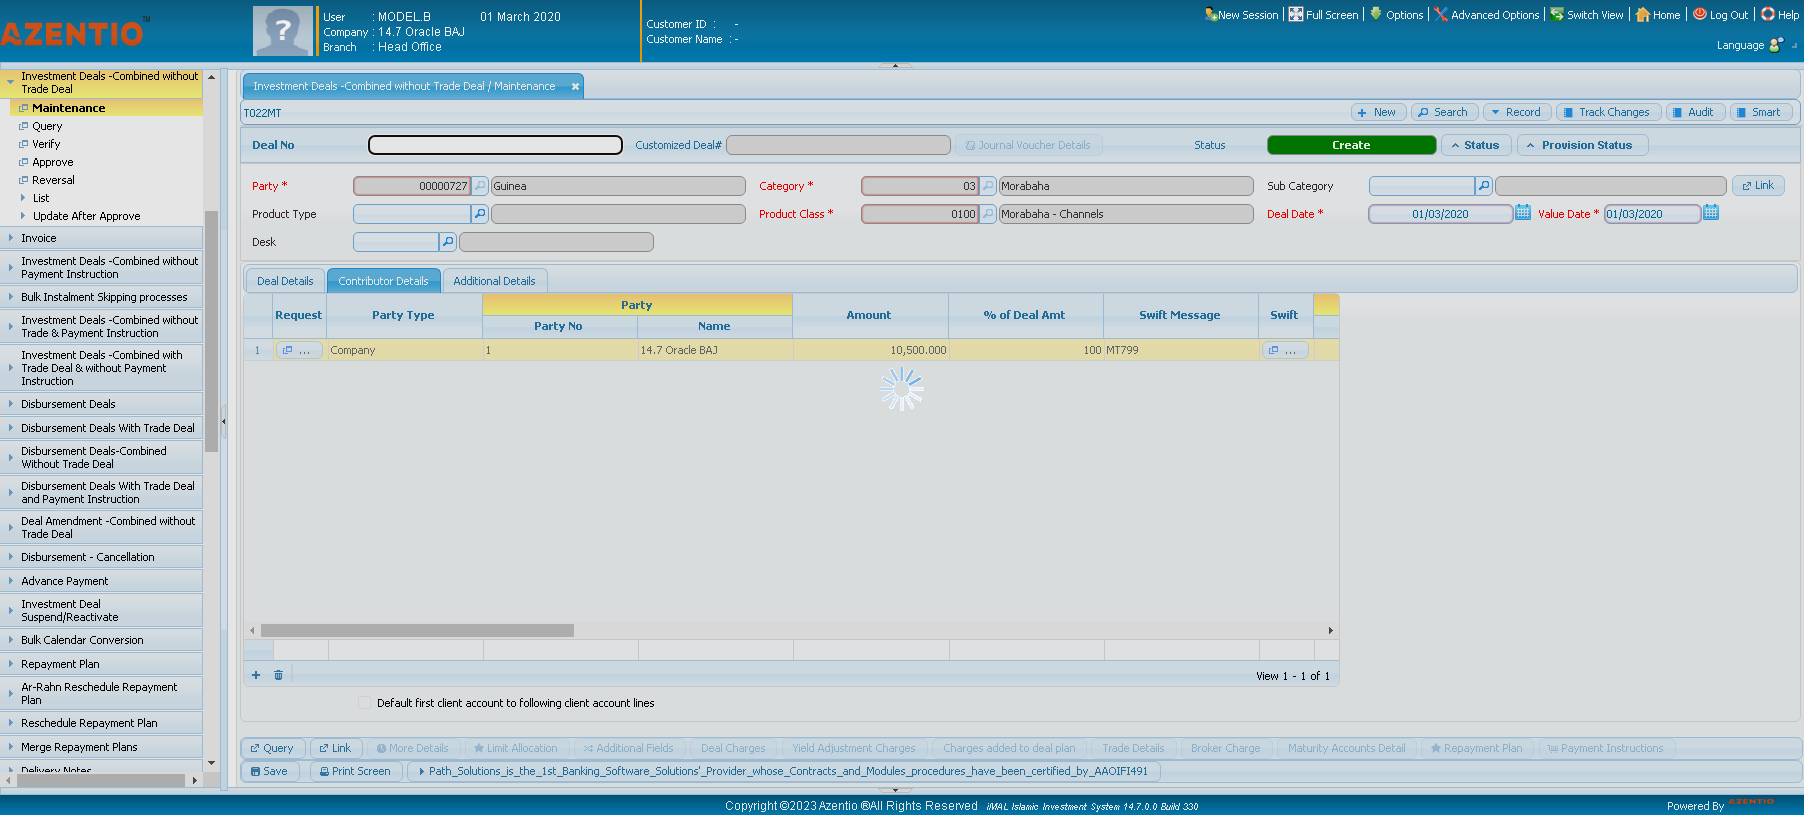 AZENTIO™
User : MODEL.B 01 March 2020
Company : 14.7 Oracle BAJ
Branch : Head Office
Customer ID : -
Customer Name : -
New Session Full Screen Options Advanced Options Switch View Home Log Out Help
Language
Investment Deals -Combined without Trade Deal
Maintenance
Query
Verify
Approve
Reversal
List
Update After Approve
Invoice
Investment Deals -Combined without Payment Instruction
Bulk Instalment Skipping processes
Investment Deals -Combined without Trade & Payment Instruction
Investment Deals -Combined with Trade Deal & without Payment Instruction
Disbursement Deals
Disbursement Deals With Trade Deal
Disbursement Deals-Combined Without Trade Deal
Disbursement Deals With Trade Deal and Payment Instruction
Deal Amendment -Combined without Trade Deal
Disbursement - Cancellation
Advance Payment
Investment Deal Suspend/Reactivate
Bulk Calendar Conversion
Repayment Plan
Ar-Rahn Reschedule Repayment Plan
Reschedule Repayment Plan
Merge Repayment Plans
Delivery Notes
Investment Deals -Combined without Trade Deal / Maintenance
T022MT
New Search Record Track Changes Audit Smart
Deal No Customized Deal# Journal Voucher Details Status Create Status Provision Status
Party * 00000727 Guinea Category * 03 Morabaha Sub Category Link
Product Type Product Class * 0100 Morabaha - Channels Deal Date * 01/03/2020 Value Date * 01/03/2020
Desk
Deal Details Contributor Details Additional Details
Request Party Type Party Amount % of Deal Amt Swift Message Swift
Party No Name
1 ... Company 1 14.7 Oracle BAJ 10,500.000 100 MT799 ...
View 1 - 1 of 1
Default first client account to following client account lines
Query Link More Details Limit Allocation Additional Fields Deal Charges Yield Adjustment Charges Charges added to deal plan Trade Details Broker Charge Maturity Accounts Detail Repayment Plan Payment Instructions
Save Print Screen Path_Solutions_is_the_1st_Banking_Software_Solutions'_Provider_whose_Contracts_and_Modules_procedures_have_been_certified_by_AAOIFI491
Copyright ©2023 Azentio ®All Rights Reserved iMAL Islamic Investment System 14.7.0.0 Build 330
Powered By AZENTIO